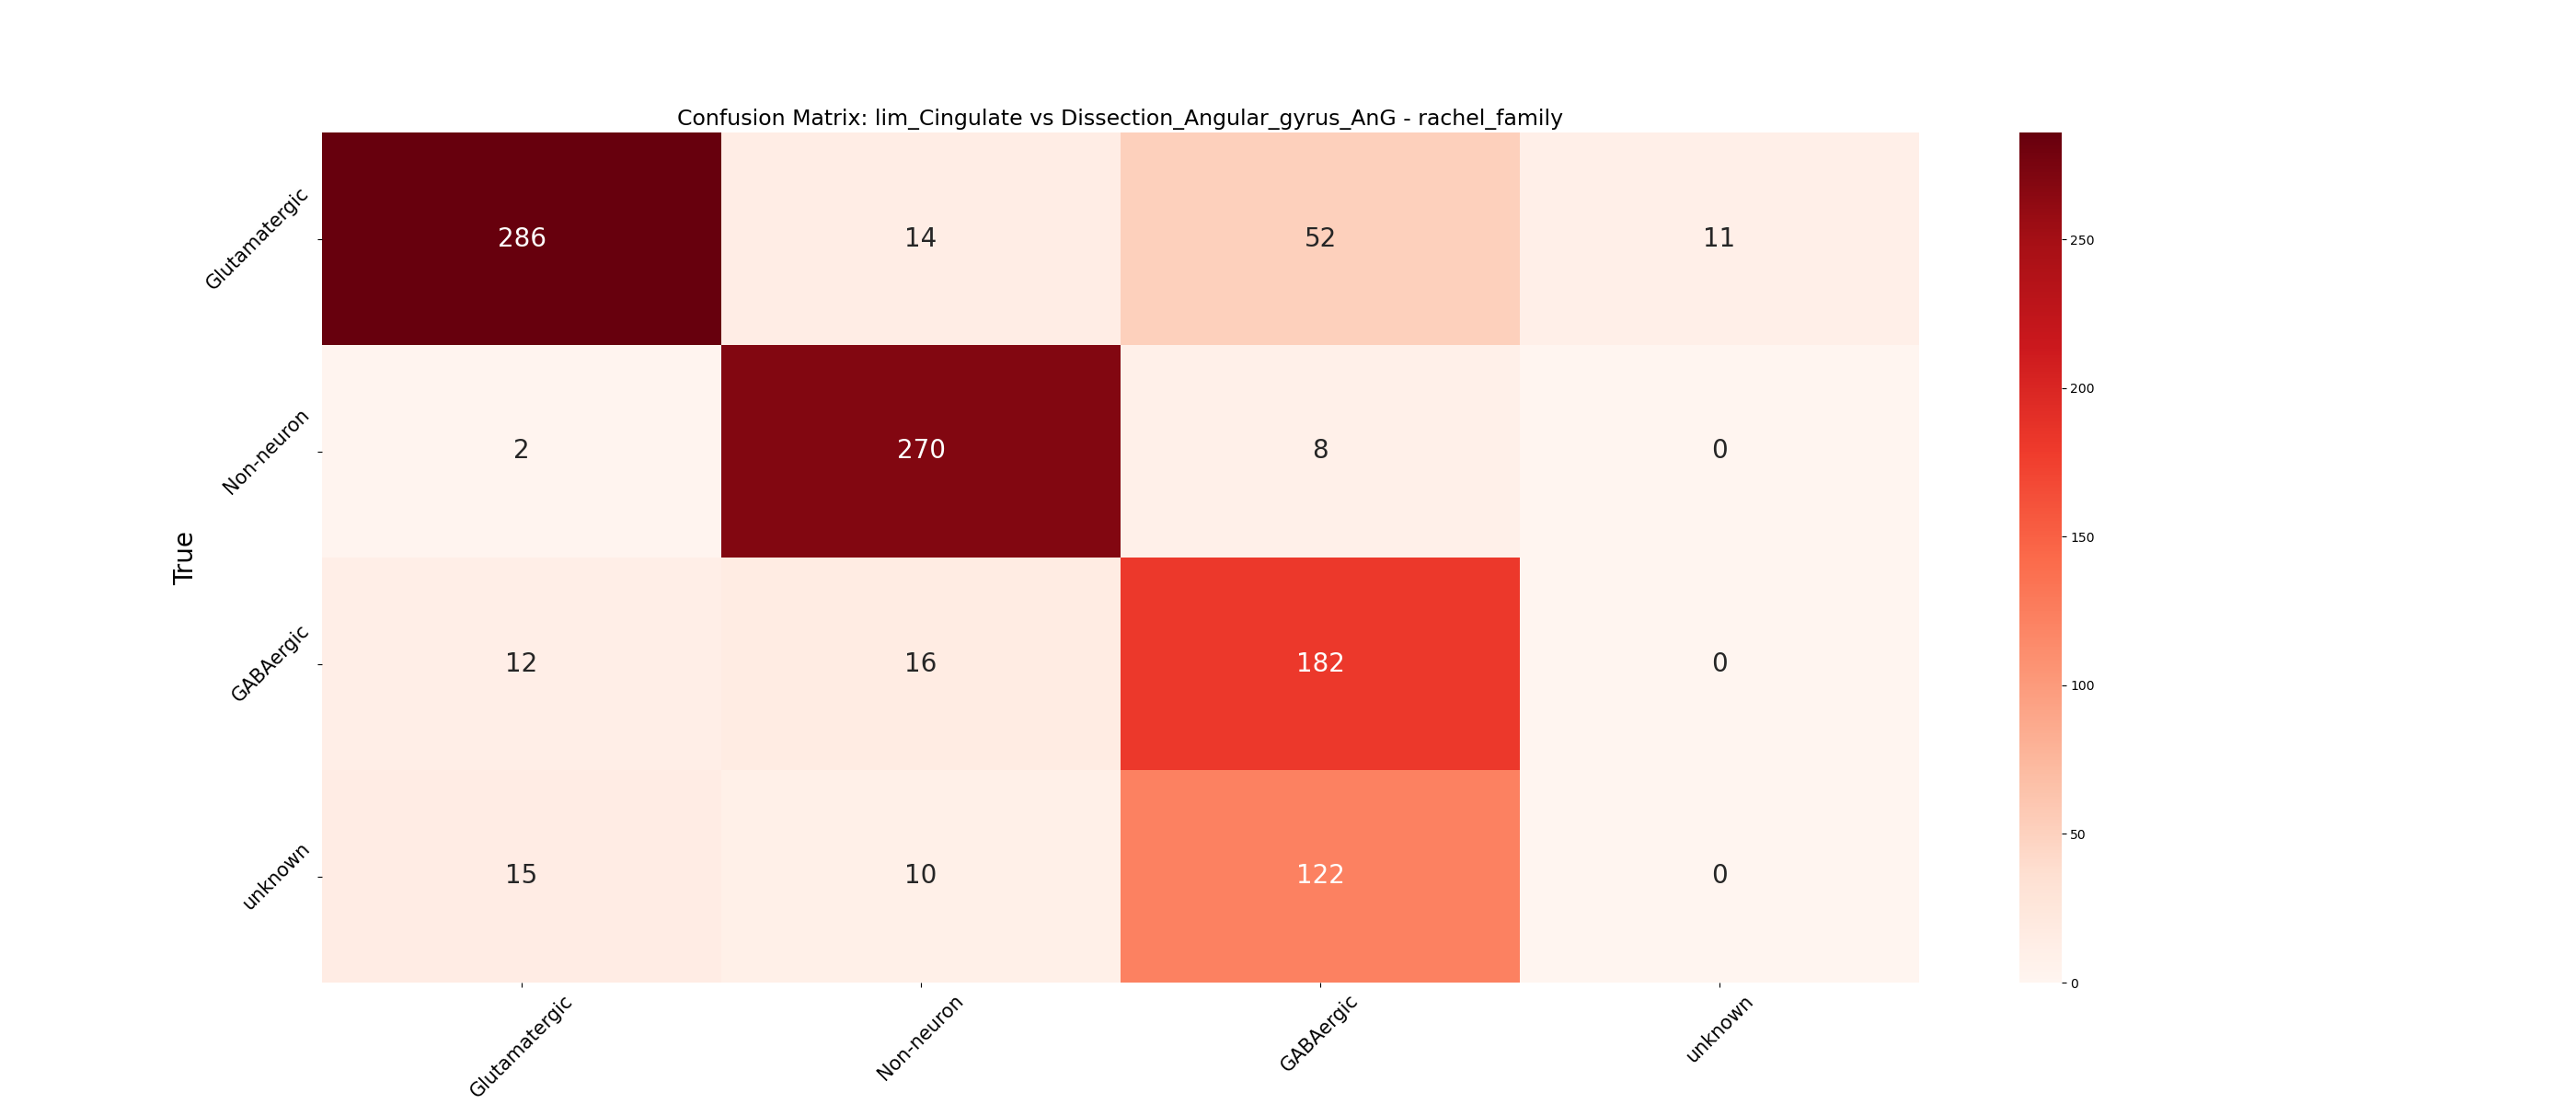 Confusion Matrix: lim_Cingulate vs Dissection_Angular_gyrus_AnG - rachel_family
Glutamatergic
286
14
52
11
Non-neuron
2
270
8
0
GABAergic
12
16
182
0
unknown
15
10
122
0
True
Glutamatergic
Non-neuron
GABAergic
unknown
250
200
150
100
50
0